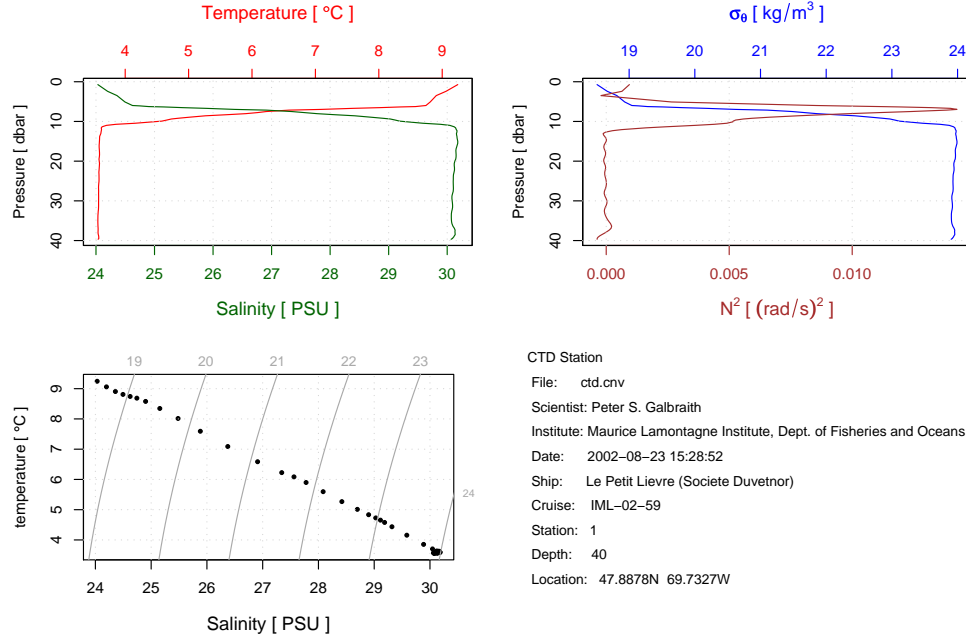 Temperature [ °C ]
4 5 6 7 8 9
Pressure [ dbar ]
0
10
20
30
40
24 25 26 27 28 29 30
Salinity [ PSU ]
σθ [ kg/m³ ]
19 20 21 22 23 24
Pressure [ dbar ]
0
10
20
30
40
0.000 0.005 0.010
N² [ (rad/s)² ]
19 20 21 22 23
24
temperature [ °C ]
9
8
7
6
5
4
24 25 26 27 28 29 30
Salinity [ PSU ]
CTD Station
File: ctd.cnv
Scientist: Peter S. Galbraith
Institute: Maurice Lamontagne Institute, Dept. of Fisheries and Oceans
Date: 2002−08−23 15:28:52
Ship: Le Petit Lievre (Societe Duvetnor)
Cruise: IML−02−59
Station: 1
Depth: 40
Location: 47.8878N 69.7327W